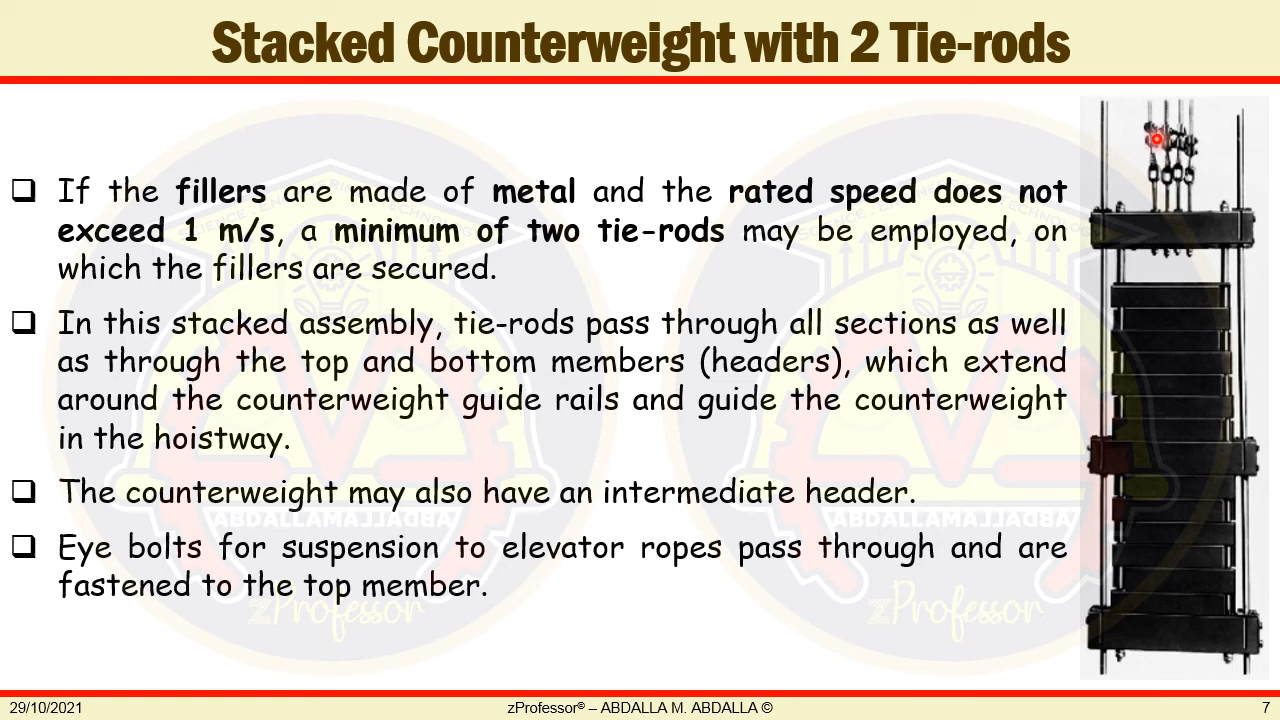 Stacked Counterweight with 2 Tie-rods
❑ If the fillers are made of metal and the rated speed does not
exceed 1 m/s, a minimum of two tie-rods may be employed, on
which the fillers are secured.
❑ In this stacked assembly, tie-rods pass through all sections as well
as through the top and bottom members (headers), which extend
around the counterweight guide rails and guide the counterweight
in the hoistway.
❑ The counterweight may also have an intermediate header.
❑ Eye bolts for suspension to elevator ropes pass through and are
fastened to the top member.
zProfessor zProfessor
29/10/2021 zProfessor® – ABDALLA M. ABDALLA © 7